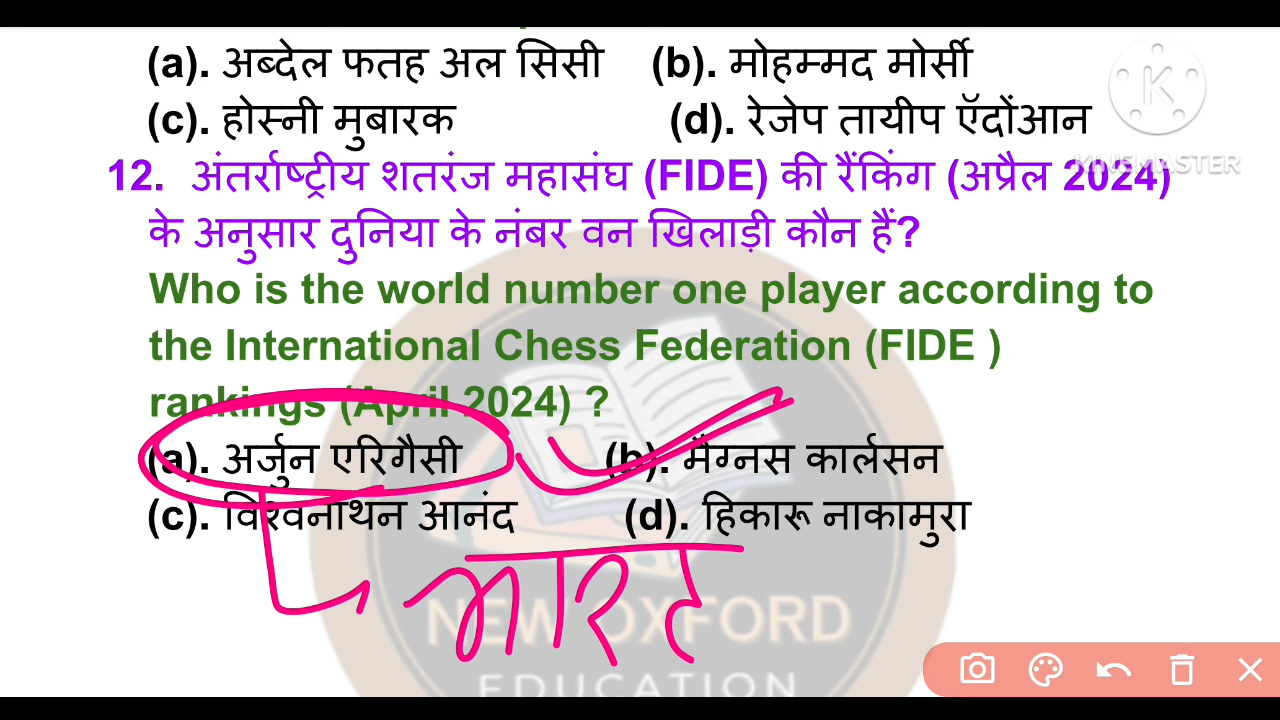 (a). अब्देल फतह अल सिसी (b). मोहम्मद मोर्सी
(c). होस्नी मुबारक (d). रेजेप तायीप ऍर्दोआन
KINEMASTER
12. अंतर्राष्ट्रीय शतरंज महासंघ (FIDE) की रैंकिंग (अप्रैल 2024)
के अनुसार दुनिया के नंबर वन खिलाड़ी कौन हैं?
Who is the world number one player according to
the International Chess Federation (FIDE )
rankings (April 2024) ?
(a). अर्जुन एरिगैसी (b). मैग्नस कार्लसन
(c). विश्वनाथन आनंद (d). हिकारू नाकामुरा
भारत
NEW OXFORD
EDUCATION